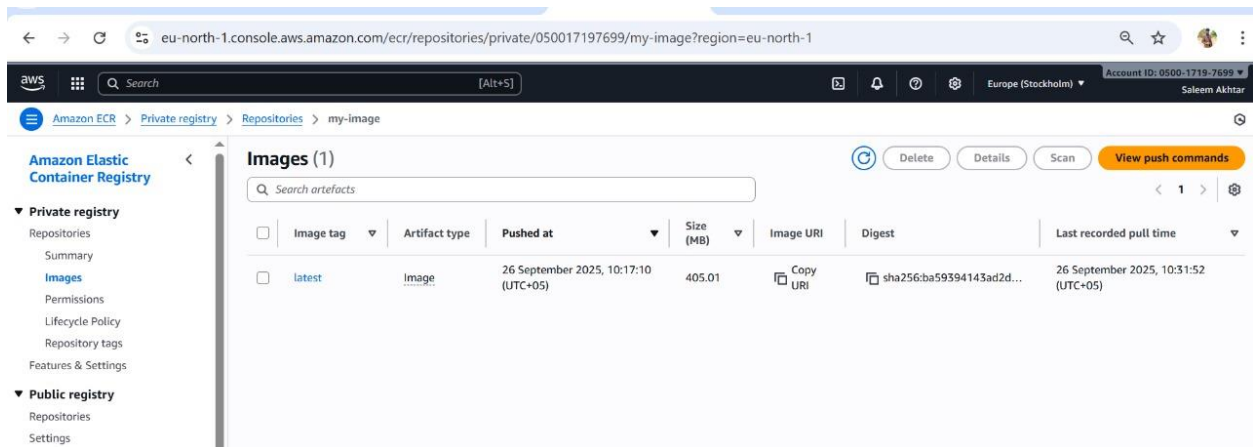 eu-north-1.console.aws.amazon.com/ecr/repositories/private/050017197699/my-image?region=eu-north-1
aws Search [Alt+S] Europe (Stockholm) Account ID: 0500-1719-7699
Saleem Akhtar
Amazon ECR > Private registry > Repositories > my-image
Amazon Elastic
Container Registry
Private registry
Repositories
Summary
Images
Permissions
Lifecycle Policy
Repository tags
Features & Settings
Public registry
Repositories
Settings
Images (1)
Delete Details Scan View push commands
Search artefacts
1
Image tag Artifact type Pushed at Size (MB) Image URI Digest Last recorded pull time
latest Image 26 September 2025, 10:17:10 (UTC+05) 405.01 Copy URI sha256:ba59394143ad2d... 26 September 2025, 10:31:52 (UTC+05)